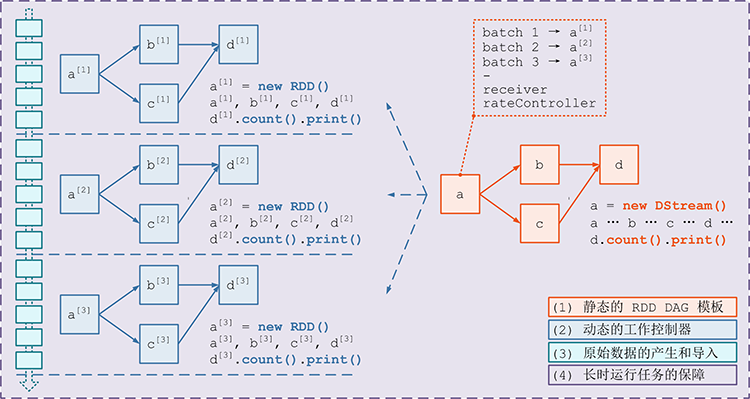 b[1]
d[1]
a[1]
c[1]
a[1] = new RDD()
a[1], b[1], c[1], d[1]
d[1].count().print()
b[2]
d[2]
a[2]
c[2]
a[2] = new RDD()
a[2], b[2], c[2], d[2]
d[2].count().print()
b[3]
d[3]
a[3]
c[3]
a[3] = new RDD()
a[3], b[3], c[3], d[3]
d[3].count().print()
batch 1 → a[1]
batch 2 → a[2]
batch 3 → a[3]
-
receiver
rateController
b
d
a
c
a = new DStream()
a … b … c … d …
d.count().print()
(1) 静态的 RDD DAG 模板
(2) 动态的工作控制器
(3) 原始数据的产生和导入
(4) 长时运行任务的保障